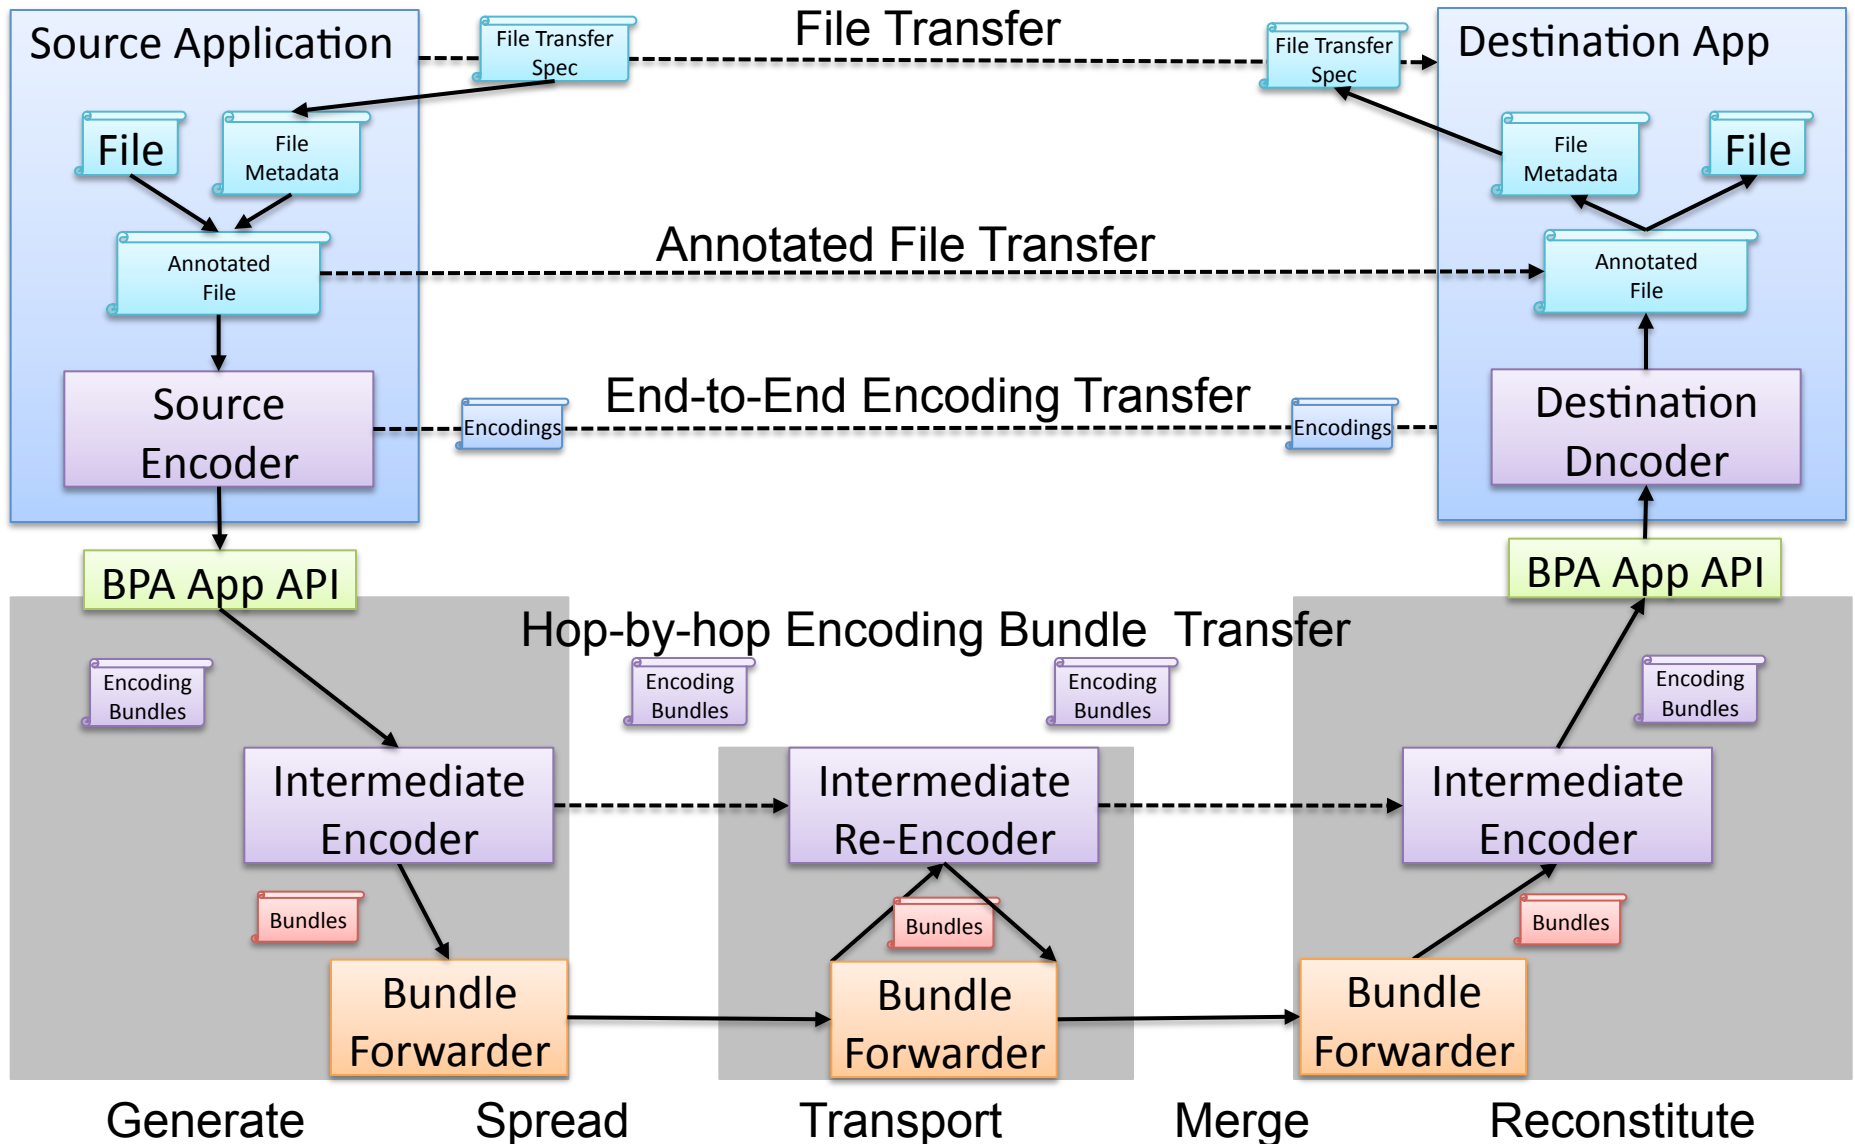 Source Application
File Transfer
Spec
File Transfer
File Transfer
Spec
Destination App
File
File
Metadata
File
Metadata
File
Annotated
File
Annotated File Transfer
Annotated
File
Source
Encoder
Encodings
End-to-End Encoding Transfer
Encodings
Destination
Dncoder
BPA App API
BPA App API
Hop-by-hop Encoding Bundle  Transfer
Encoding
Bundles
Encoding
Bundles
Encoding
Bundles
Encoding
Bundles
Intermediate
Encoder
Intermediate
Re-Encoder
Intermediate
Encoder
Bundles
Bundles
Bundles
Bundle
Forwarder
Bundle
Forwarder
Bundle
Forwarder
Generate
Spread
Transport
Merge
Reconstitute